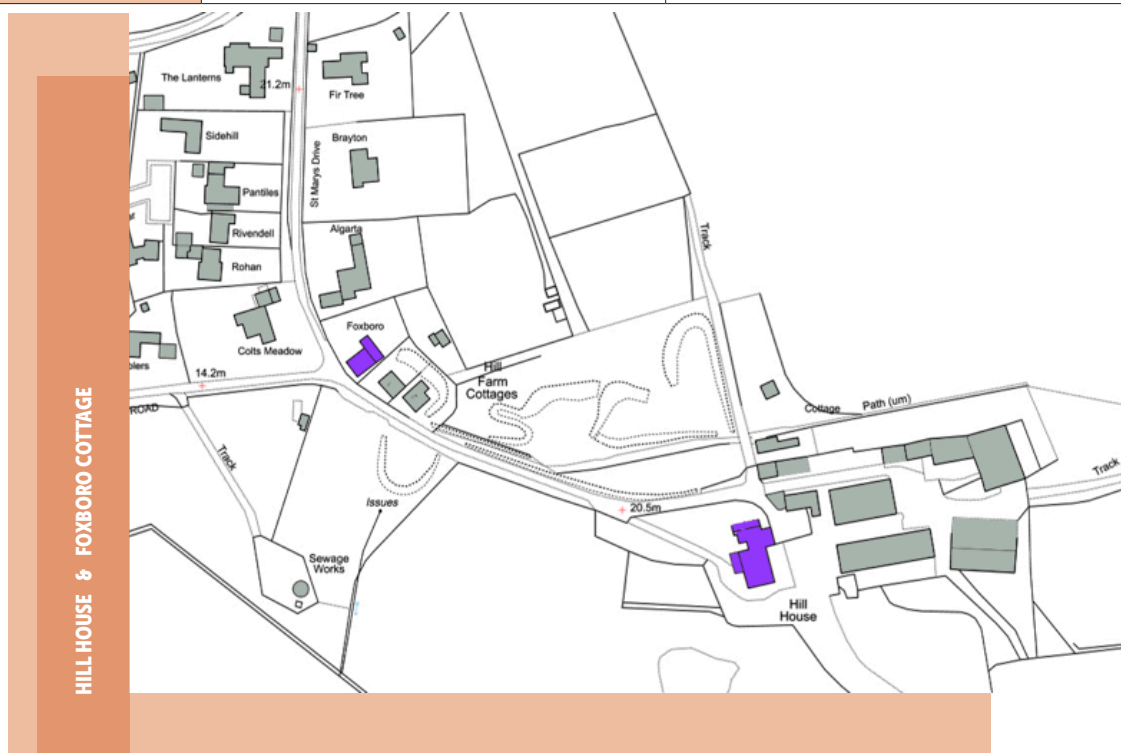 HILL HOUSE & FOXBORO COTTAGE
The Lanterns
21.2m
Fir Tree
Sidehill
Brayton
St Marys Drive
Pantiles
Rivendell
Algarta
Rohan
Track
Foxboro
Colts Meadow
14.2m
ROAD
Hill
Farm
Cottages
Cottage
Path (um)
Track
Track
Issues
20.5m
Sewage
Works
Hill
House